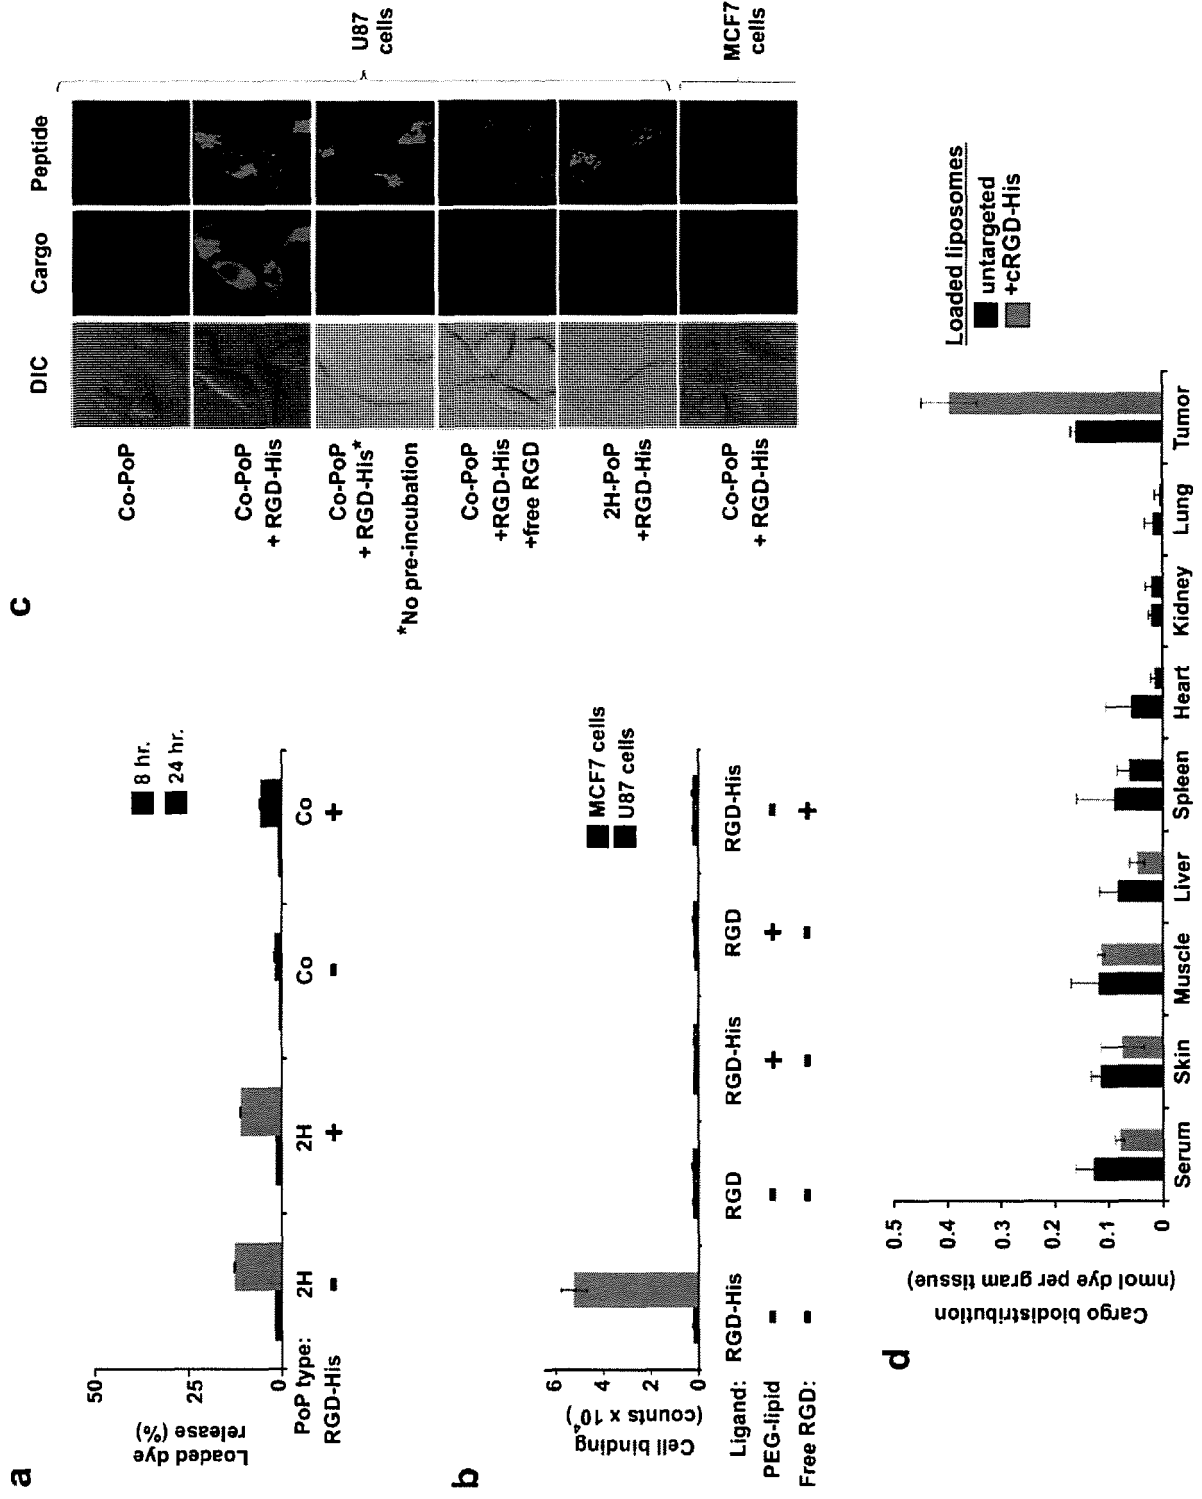 a
Loaded dye
release (%)
50
25
0
8 hr.
24 hr.
PoP type: 2H 2H Co Co
RGD-His - + - +
b
Cell binding
(counts x 10⁴)
6
4
2
0
MCF7 cells
U87 cells
Ligand: RGD-His RGD RGD-His RGD RGD-His
PEG-lipid - - + + -
Free RGD: - - - - +
c
DIC Cargo Peptide
Co-PoP
Co-PoP
+ RGD-His
Co-PoP
+ RGD-His*
*No pre-incubation
Co-PoP
+RGD-His
+free RGD
2H-PoP
+RGD-His
Co-PoP
+ RGD-His
U87
cells
MCF7
cells
d
Cargo biodistribution
(nmol dye per gram tissue)
0.5
0.4
0.3
0.2
0.1
0
Serum Skin Muscle Liver Spleen Heart Kidney Lung Tumor
Loaded liposomes
untargeted
+cRGD-His